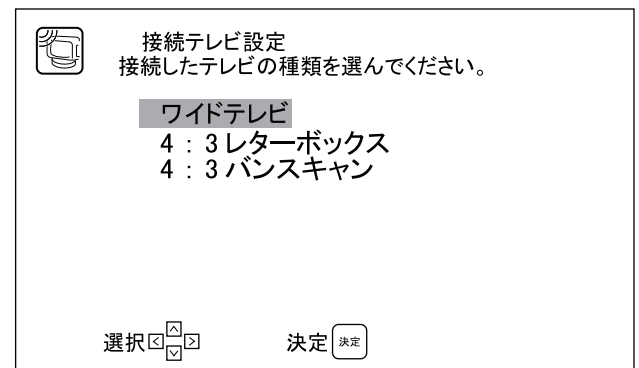 接続テレビ設定
接続したテレビの種類を選んでください。
ワイドテレビ
4：3レターボックス
4：3バンスキャン
選択 決定 決定